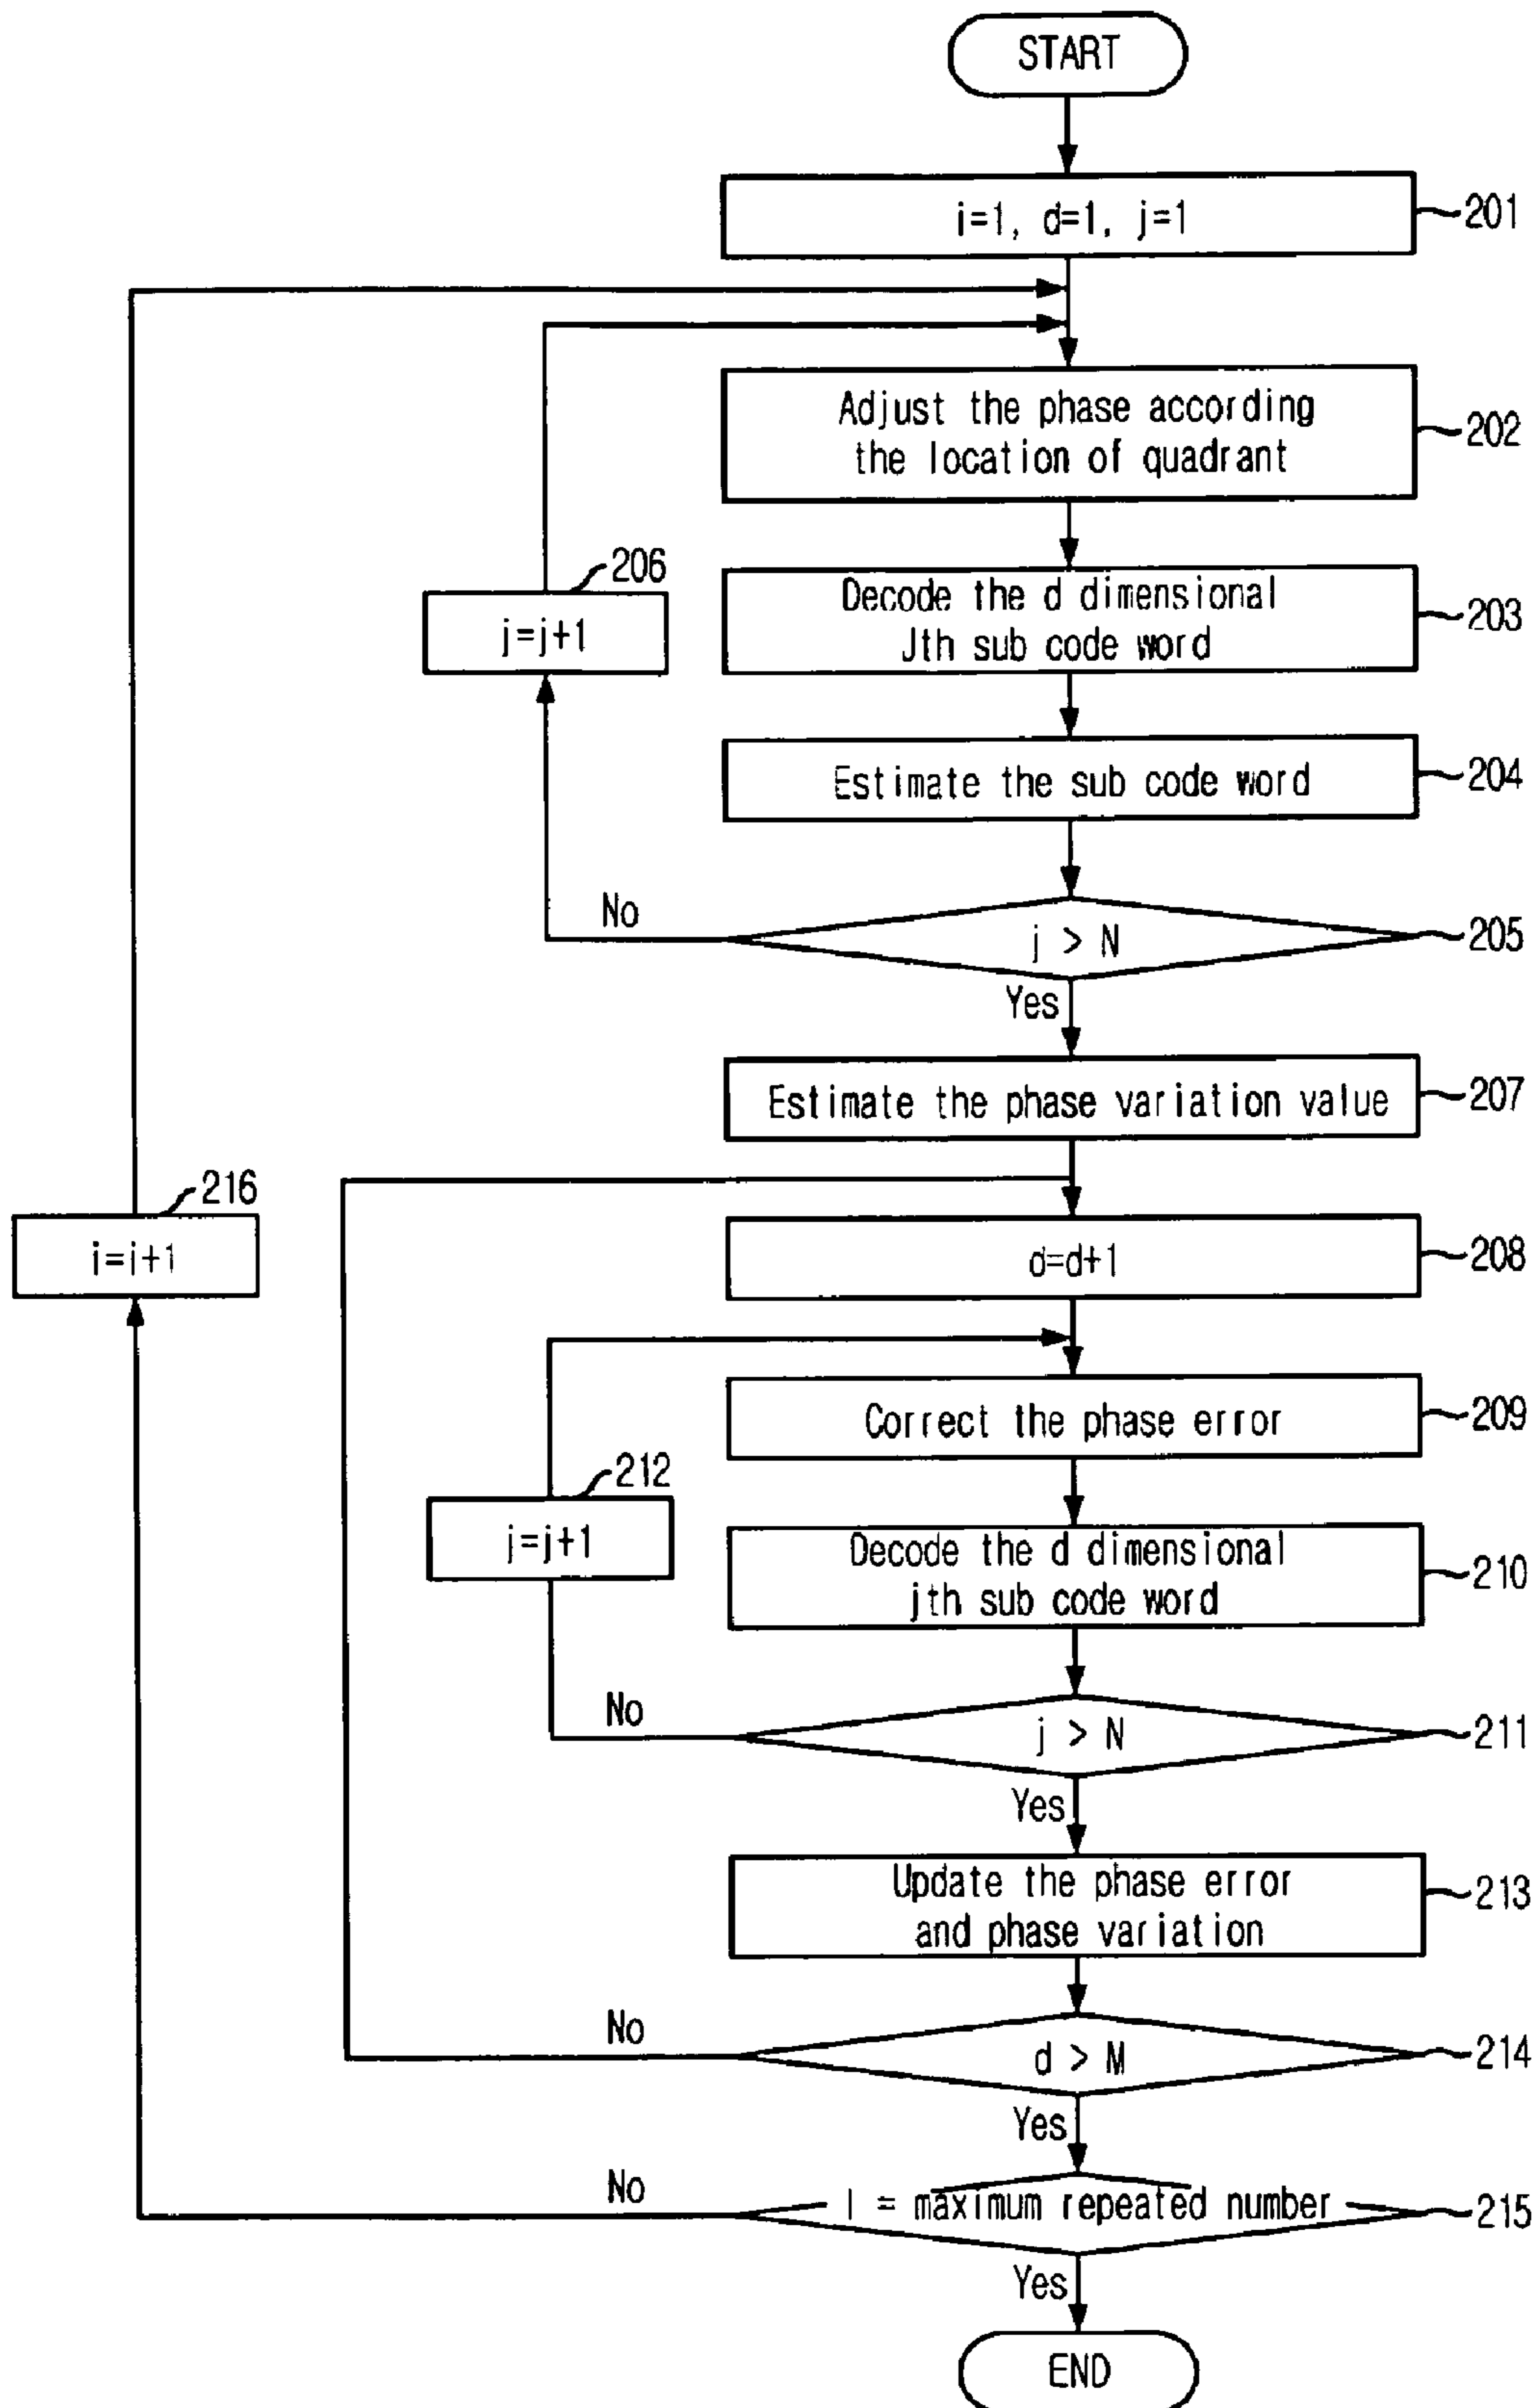 START
i=1, d=1, j=1
201
Adjust the phase according
the location of quadrant
202
206
j=j+1
Decode the d dimensional
Jth sub code word
203
Estimate the sub code word
204
No
j > N
205
Yes
Estimate the phase variation value
207
216
i=i+1
d=d+1
208
Correct the phase error
209
212
j=j+1
Decode the d dimensional
jth sub code word
210
No
j > N
211
Yes
Update the phase error
and phase variation
213
No
d > M
214
Yes
No
I = maximum repeated number
215
Yes
END